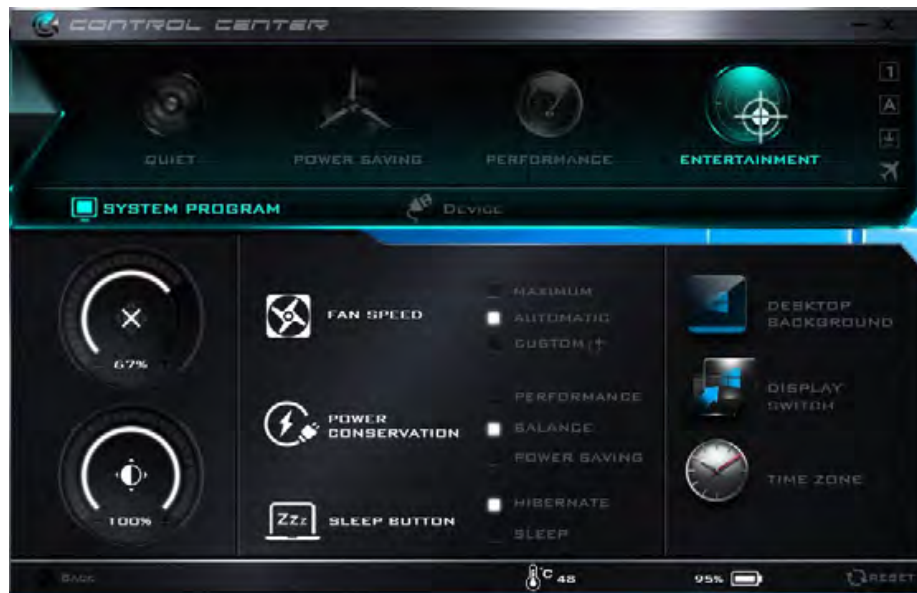 CONTROL CENTER
1
A
QUIET
POWER SAVING
PERFORMANCE
ENTERTAINMENT
SYSTEM PROGRAM
DEVICE
67%
100%
FAN SPEED
MAXIMUM
AUTOMATIC
CUSTOM
POWER
CONSERVATION
PERFORMANCE
BALANCE
POWER SAVING
ZZz
SLEEP BUTTON
HIBERNATE
SLEEP
DESKTOP
BACKGROUND
DISPLAY
SWITCH
TIME ZONE
BACK
°C 48
95%
RESET